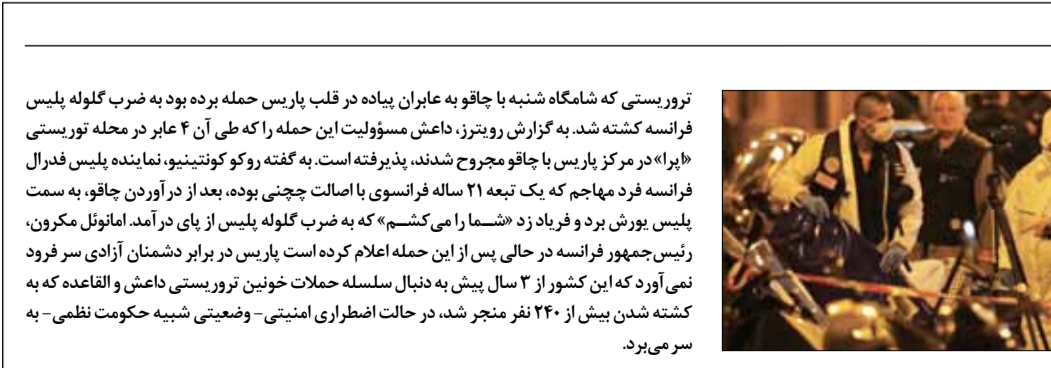 تروریستی که شامگاه شنبه با چاقو به عابران پیاده در قلب پاریس حمله برده بود به ضرب گلوله پلیس
فرانسه کشته شد. به گزارش رویترز، داعش مسؤولیت این حمله را که طی آن ۴ عابر در محله توریستی
«اپرا» در مرکز پاریس با چاقو مجروح شدند، پذیرفته است. به گفته روکو کونتینیو، نماینده پلیس فدرال
فرانسه فرد مهاجم که یک تبعه ۲۱ ساله فرانسوی با اصالت چچنی بوده، بعد از درآوردن چاقو، به سمت
پلیس یورش برد و فریاد زد «شــما را می‌کشــم» که به ضرب گلوله پلیس از پای درآمد. امانوئل مکرون،
رئیس‌جمهور فرانسه در حالی پس از این حمله اعلام کرده است پاریس در برابر دشمنان آزادی سر فرود
نمی‌آورد که این کشور از ۳ سال پیش به دنبال سلسله حملات خونین تروریستی داعش و القاعده که به
کشته شدن بیش از ۲۴۰ نفر منجر شد، در حالت اضطراری امنیتی- وضعیتی شبیه حکومت نظمی- به
سر می‌برد.